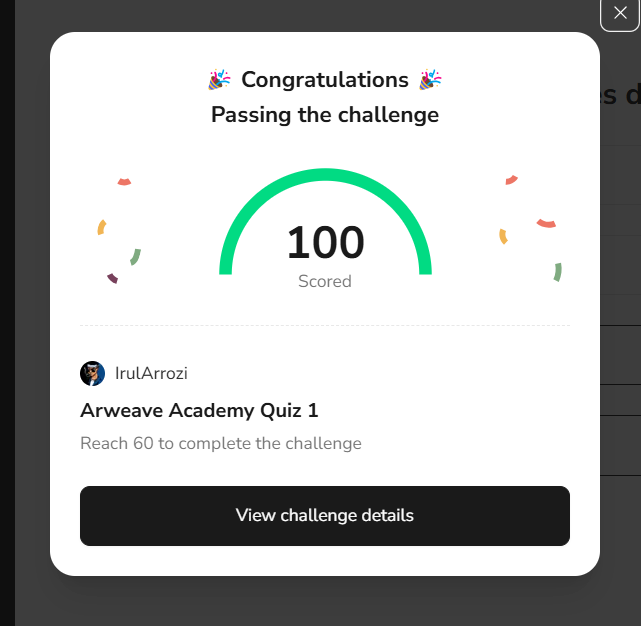 Congratulations
Passing the challenge
100
Scored
IrulArrozi
Arweave Academy Quiz 1
Reach 60 to complete the challenge
View challenge details